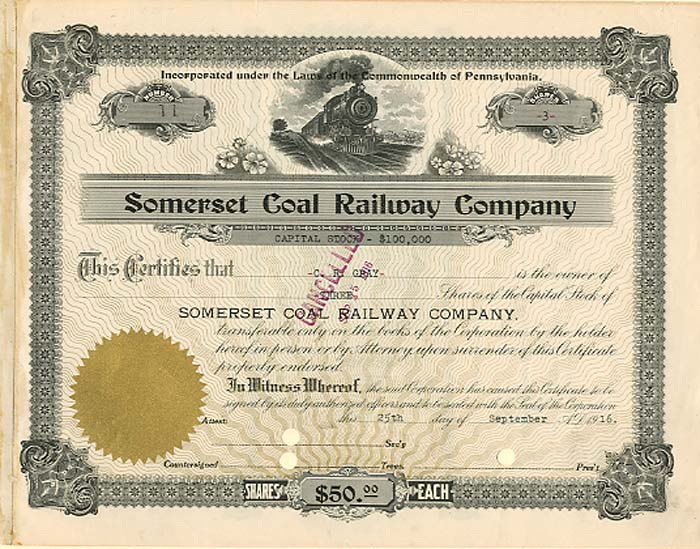 Incorporated under the Laws of the Commonwealth of Pennsylvania.
NUMBER
11
-3-
Somerset Coal Railway Company
CAPITAL STOCK - $100,000
This Certifies that -C. R. GRAY- is the owner of
-THREE- Shares of the Capital Stock of
SOMERSET COAL RAILWAY COMPANY.
transferable only on the books of the Corporation by the holder
hereof in person or by Attorney, upon surrender of this Certificate
properly endorsed.
In Witness Whereof, the said Corporation has caused this Certificate to be
signed by its duly authorized officers and to be sealed with the Seal of the Corporation
this 25th day of September A.D. 1916.
Attest:
Sec'y
Countersigned Treas. Pres't
SHARES $50.00 EACH
CANCELLED